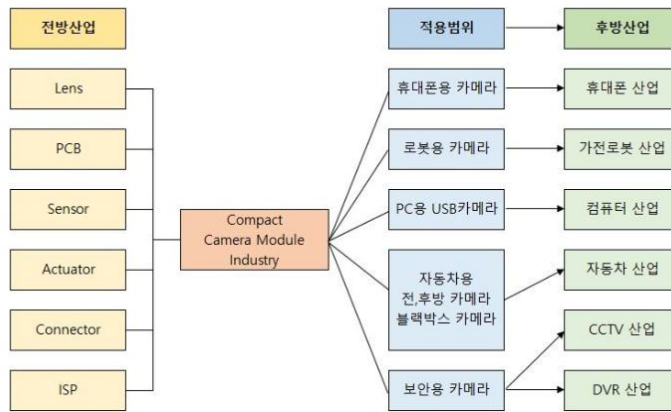 전방산업
Lens
PCB
Sensor
Actuator
Connector
ISP
Compact
Camera Module
Industry
적용범위
휴대폰용 카메라
로봇용 카메라
PC용 USB카메라
자동차용
전,후방 카메라
블랙박스 카메라
보안용 카메라
후방산업
휴대폰 산업
가전로봇 산업
컴퓨터 산업
자동차 산업
CCTV 산업
DVR 산업